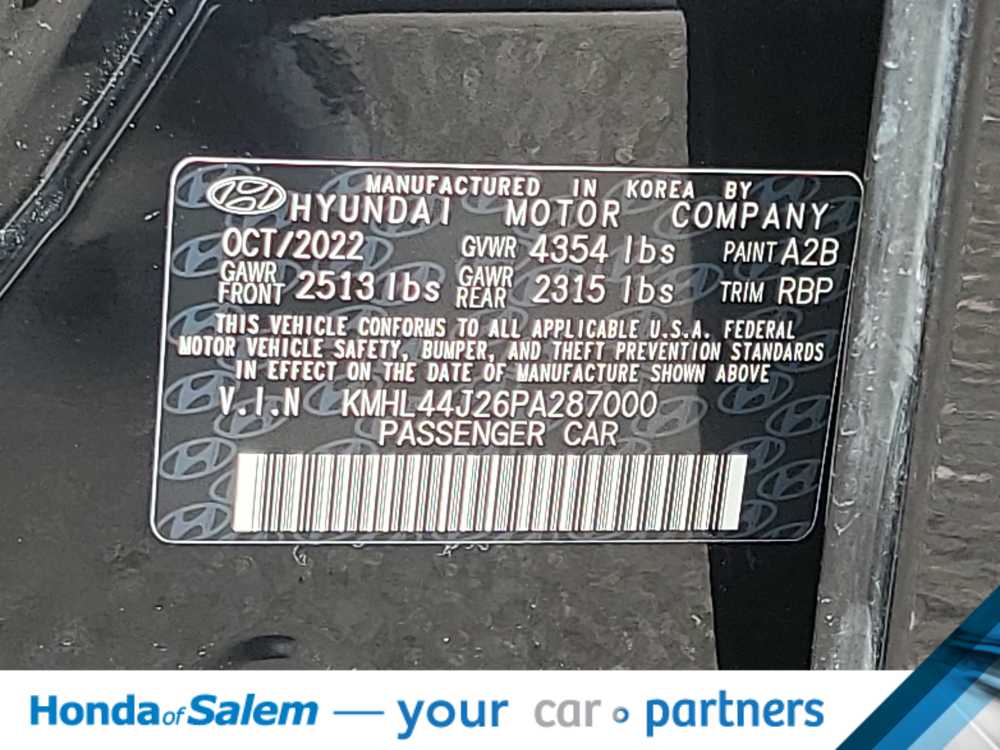 MANUFACTURED IN KOREA BY
HYUNDAI MOTOR COMPANY
OCT/2022 GVWR 4354 lbs PAINT A2B
GAWR FRONT 2513 lbs GAWR REAR 2315 lbs TRIM RBP
THIS VEHICLE CONFORMS TO ALL APPLICABLE U.S.A. FEDERAL
MOTOR VEHICLE SAFETY, BUMPER, AND THEFT PREVENTION STANDARDS
IN EFFECT ON THE DATE OF MANUFACTURE SHOWN ABOVE
V.I.N KMHL44J26PA287000
PASSENGER CAR
Honda of Salem — your car partners